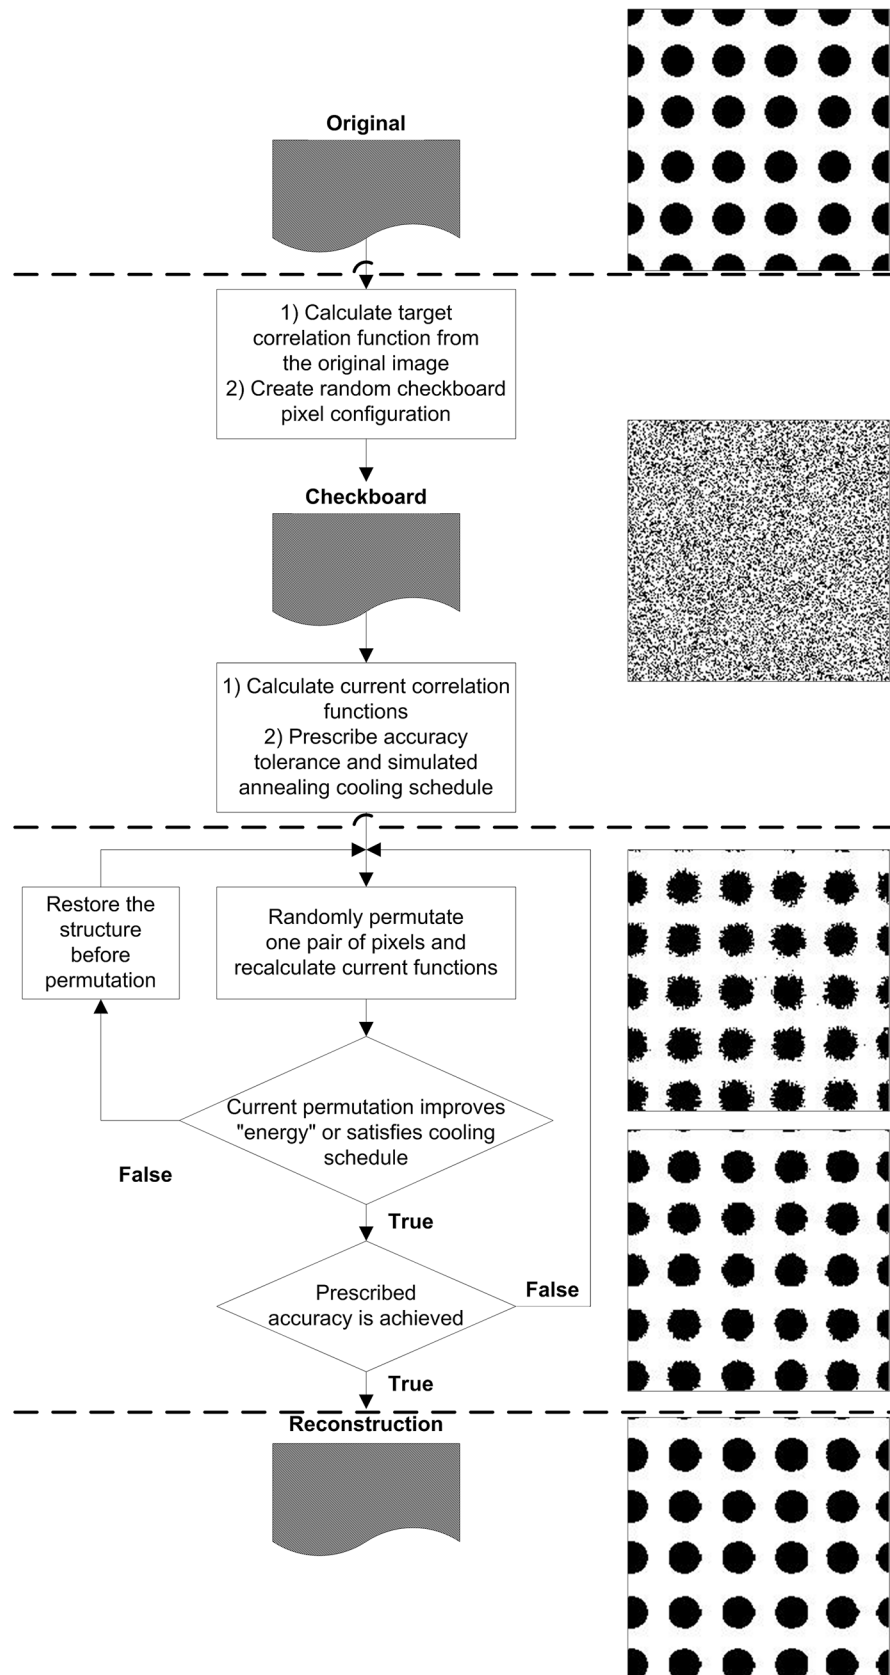 Original
1) Calculate target
correlation function from
the original image
2) Create random checkboard
pixel configuration
Checkboard
1) Calculate current correlation
functions
2) Prescribe accuracy
tolerance and simulated
annealing cooling schedule
Restore the
structure
before
permutation
Randomly permutate
one pair of pixels and
recalculate current functions
Current permutation improves
"energy" or satisfies cooling
schedule
False
True
Prescribed
accuracy is achieved
False
True
Reconstruction